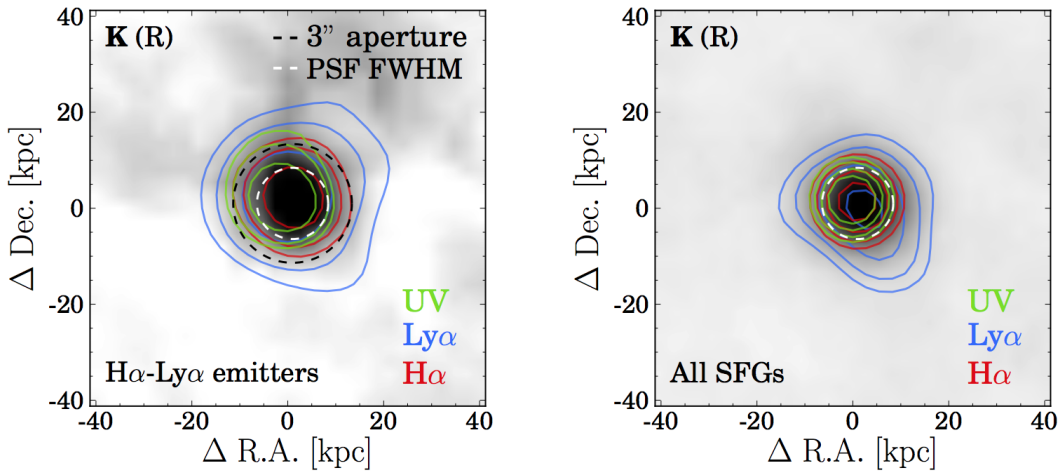 K (R)
3” aperture
PSF FWHM
UV
Lyα
Hα
Hα-Lyα emitters
40
20
0
-20
-40
-40 -20 0 20 40
Δ Dec. [kpc]
Δ R.A. [kpc]
K (R)
UV
Lyα
Hα
All SFGs
40
20
0
-20
-40
-40 -20 0 20 40
Δ Dec. [kpc]
Δ R.A. [kpc]